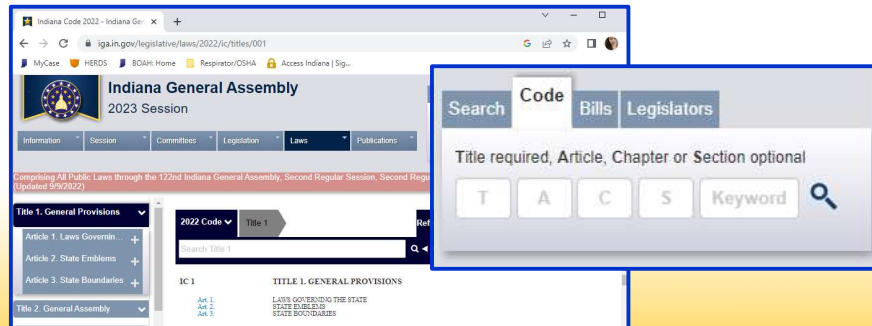 Indiana Code 2022 - Indiana Gen
iga.in.gov/legislative/laws/2022/ic/titles/001
MyCase HERDS BOAH: Home Respirator/OSHA Access Indiana | Sig...
Indiana General Assembly
2023 Session
Information Session Committees Legislation Laws Publications
Comprising All Public Laws through the 122nd Indiana General Assembly, Second Regular Session, Second Regu
(Updated 9/9/2022)
Title 1. General Provisions
Article 1. Laws Governin...
Article 2. State Emblems
Article 3. State Boundaries
Title 2. General Assembly
2022 Code Title 1
Ref
Search Title 1
IC 1 TITLE 1. GENERAL PROVISIONS
Art. 1. LAWS GOVERNING THE STATE
Art. 2. STATE EMBLEMS
Art. 3. STATE BOUNDARIES
Search Code Bills Legislators
Title required, Article, Chapter or Section optional
T A C S Keyword